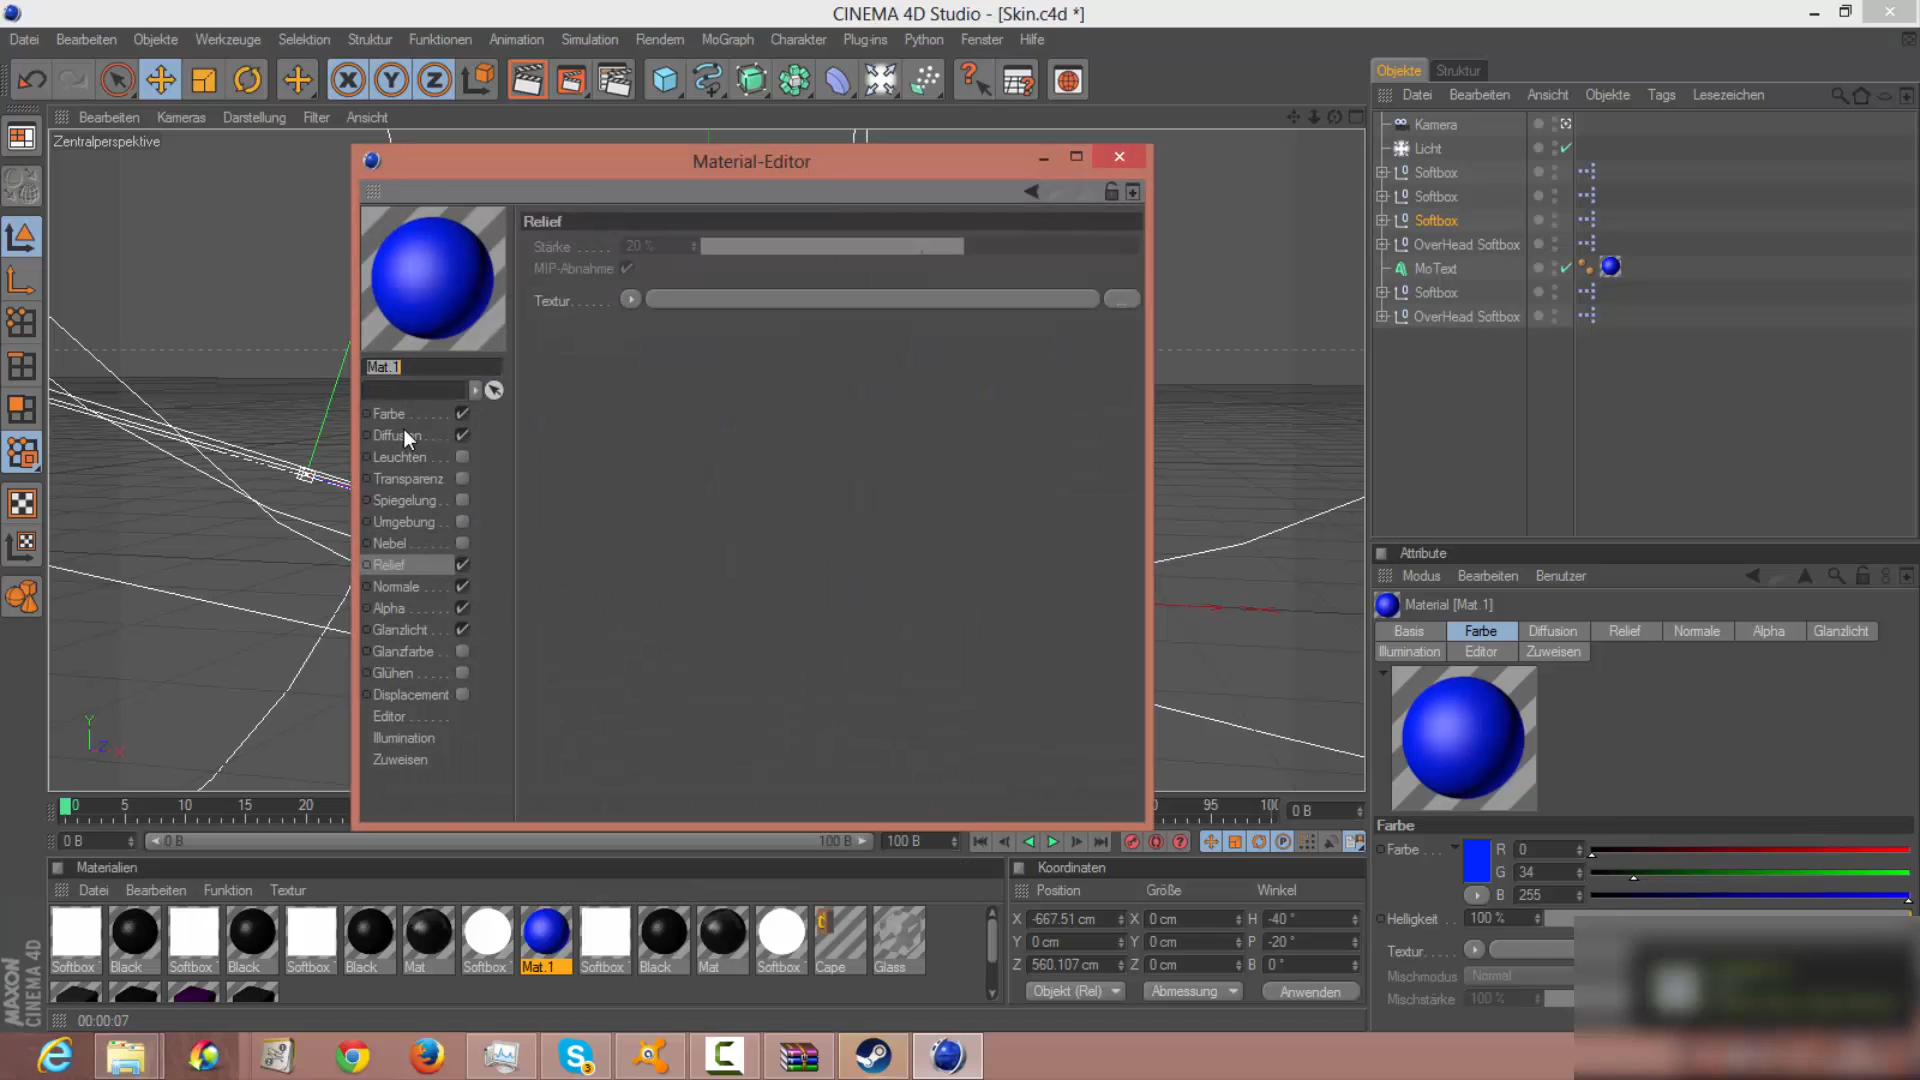 CINEMA 4D Studio - [Skin.c4d *]
Datei Bearbeiten Objekte Werkzeuge Selektion Struktur Funktionen Animation Simulation Rendern MoGraph Charakter Plug-ins Python Fenster Hilfe
Objekte Struktur
Datei Bearbeiten Ansicht Objekte Tags Lesezeichen
Bearbeiten Kameras Darstellung Filter Ansicht
Zentralperspektive
Kamera
Licht
Softbox
Softbox
Softbox
OverHead Softbox
MoText
Softbox
OverHead Softbox
Material-Editor
Relief
Stärke ..... 20 %
MIP-Abnahme
Textur......
Mat.1
Farbe ......
Diffusion ....
Leuchten ...
Transparenz
Spiegelung..
Umgebung ..
Nebel ......
Relief
Normale ....
Alpha ......
Glanzlicht ...
Glanzfarbe ...
Glühen .....
Displacement
Editor ......
Illumination
Zuweisen
Attribute
Modus Bearbeiten Benutzer
Material [Mat.1]
Basis Farbe Diffusion Relief Normale Alpha Glanzlicht
Illumination Editor Zuweisen
Farbe
Farbe .... R 0
G 34
B 255
Helligkeit .. 100 %
Textur....
Mischmodus Normal
Mischstärke 100 %
Y
Z X
0 5 10 15 20 95 100 0 B
0 B 0 B 100 B 100 B
Materialien
Datei Bearbeiten Funktion Textur
Softbox Black Softbox Black Softbox Black Mat Softbox Mat.1 Softbox Black Mat Softbox Cape Glass
Koordinaten
Position Größe Winkel
X -667.51 cm X 0 cm H -40 °
Y 0 cm Y 0 cm P -20 °
Z 560.107 cm Z 0 cm B 0 °
Objekt (Rel) Abmessung Anwenden
MAXON
CINEMA 4D
00:00:07